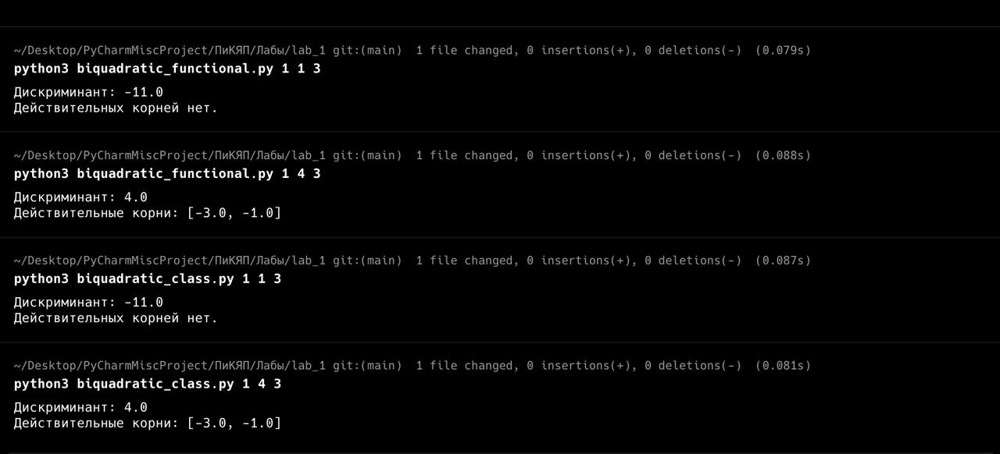 ~/Desktop/PyCharmMiscProject/ПиКЯП/Лабы/lab_1 git:(main)  1 file changed, 0 insertions(+), 0 deletions(-)  (0.079s)
python3 biquadratic_functional.py 1 1 3
Дискриминант: -11.0
Действительных корней нет.
~/Desktop/PyCharmMiscProject/ПиКЯП/Лабы/lab_1 git:(main)  1 file changed, 0 insertions(+), 0 deletions(-)  (0.088s)
python3 biquadratic_functional.py 1 4 3
Дискриминант: 4.0
Действительные корни: [-3.0, -1.0]
~/Desktop/PyCharmMiscProject/ПиКЯП/Лабы/lab_1 git:(main)  1 file changed, 0 insertions(+), 0 deletions(-)  (0.087s)
python3 biquadratic_class.py 1 1 3
Дискриминант: -11.0
Действительных корней нет.
~/Desktop/PyCharmMiscProject/ПиКЯП/Лабы/lab_1 git:(main)  1 file changed, 0 insertions(+), 0 deletions(-)  (0.081s)
python3 biquadratic_class.py 1 4 3
Дискриминант: 4.0
Действительные корни: [-3.0, -1.0]